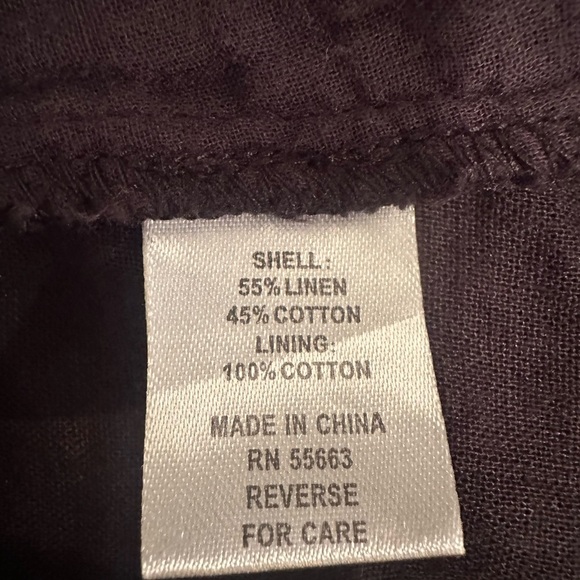 SHELL:
55% LINEN
45% COTTON
LINING:
100% COTTON
MADE IN CHINA
RN 55663
REVERSE
FOR CARE